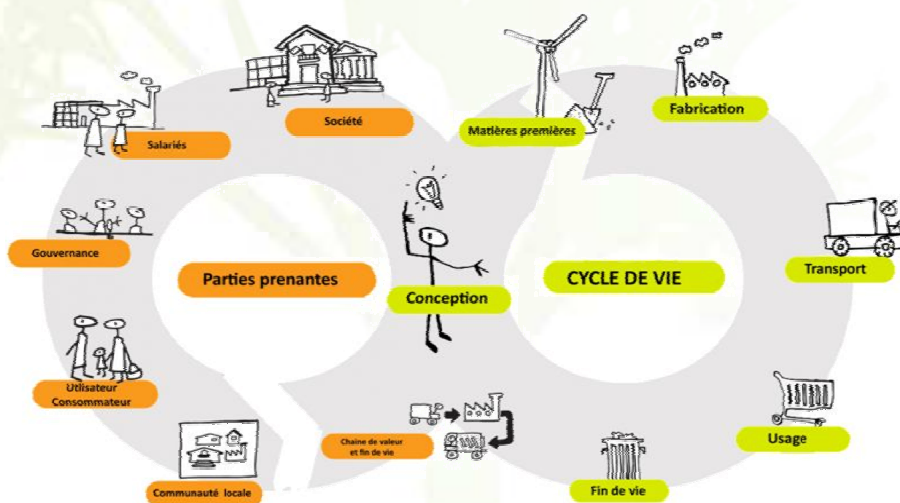 Société
Salariés
Gouvernance
Parties prenantes
Utlisateur
Consommateur
Communauté locale
Chaine de valeur
et fin de vie
Conception
Matières premières
Fabrication
CYCLE DE VIE
Transport
Usage
Fin de vie